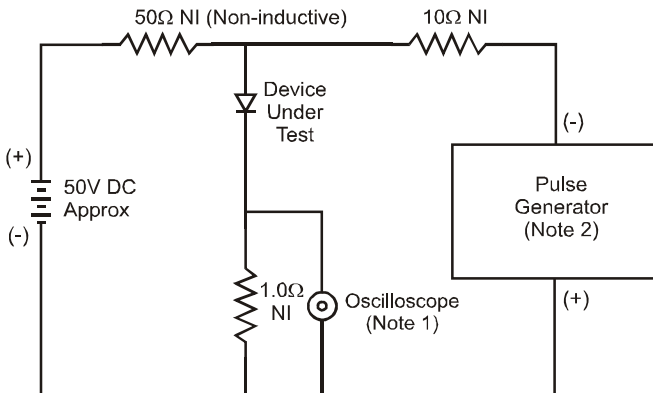 50Ω NI (Non-inductive)
10Ω NI
Device
Under
Test
(-)
(+)
50V DC
Approx
(-)
Pulse
Generator
(Note 2)
1.0Ω
NI
Oscilloscope
(Note 1)
(+)